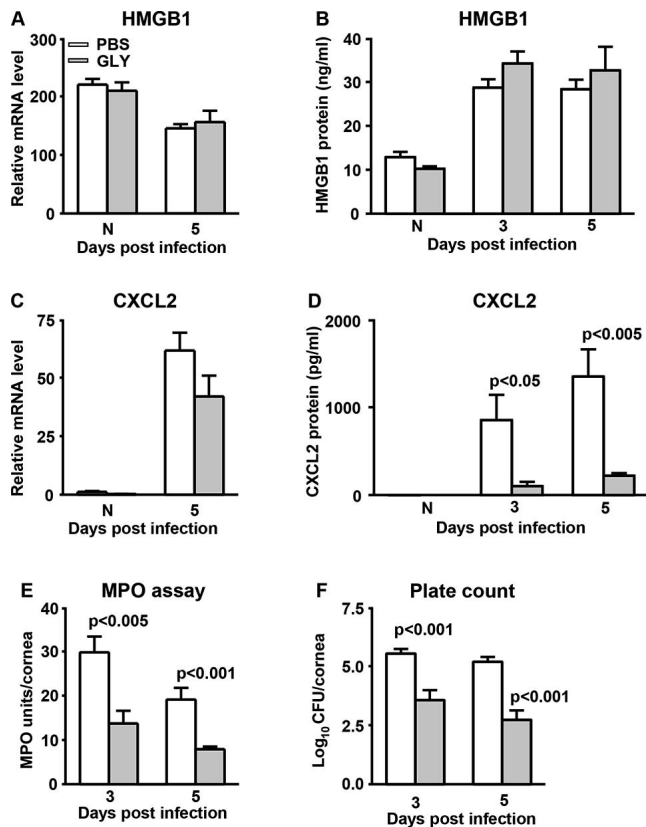 A HMGB1
Relative mRNA level
300
200
100
0
PBS
GLY
N 5
Days post infection
B HMGB1
HMGB1 protein (ng/ml)
40
30
20
10
0
N 3 5
Days post infection
C CXCL2
Relative mRNA level
75
50
25
0
N 5
Days post infection
D CXCL2
CXCL2 protein (pg/ml)
2000
1000
0
p<0.05
p<0.005
N 3 5
Days post infection
E MPO assay
MPO units/cornea
40
30
20
10
0
p<0.005
p<0.001
3 5
Days post infection
F Plate count
Log10 CFU/cornea
7.5
5.0
2.5
0.0
p<0.001
p<0.001
3 5
Days post infection